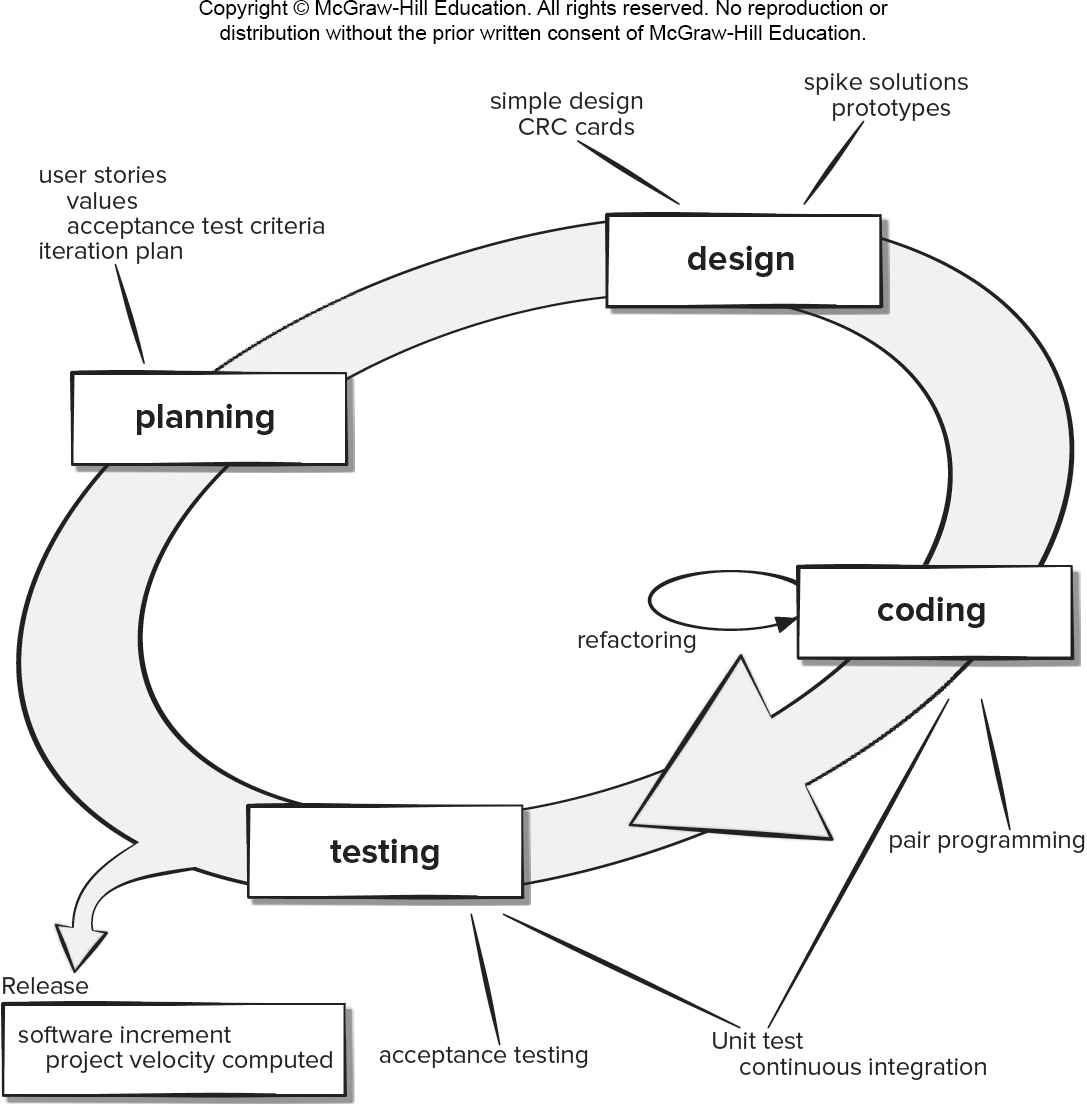 Copyright © McGraw-Hill Education. All rights reserved. No reproduction or
distribution without the prior written consent of McGraw-Hill Education.
spike solutions
prototypes
simple design
CRC cards
user stories
values
acceptance test criteria
iteration plan
design
planning
coding
refactoring
testing
pair programming
Release
software increment
project velocity computed
acceptance testing
Unit test
continuous integration